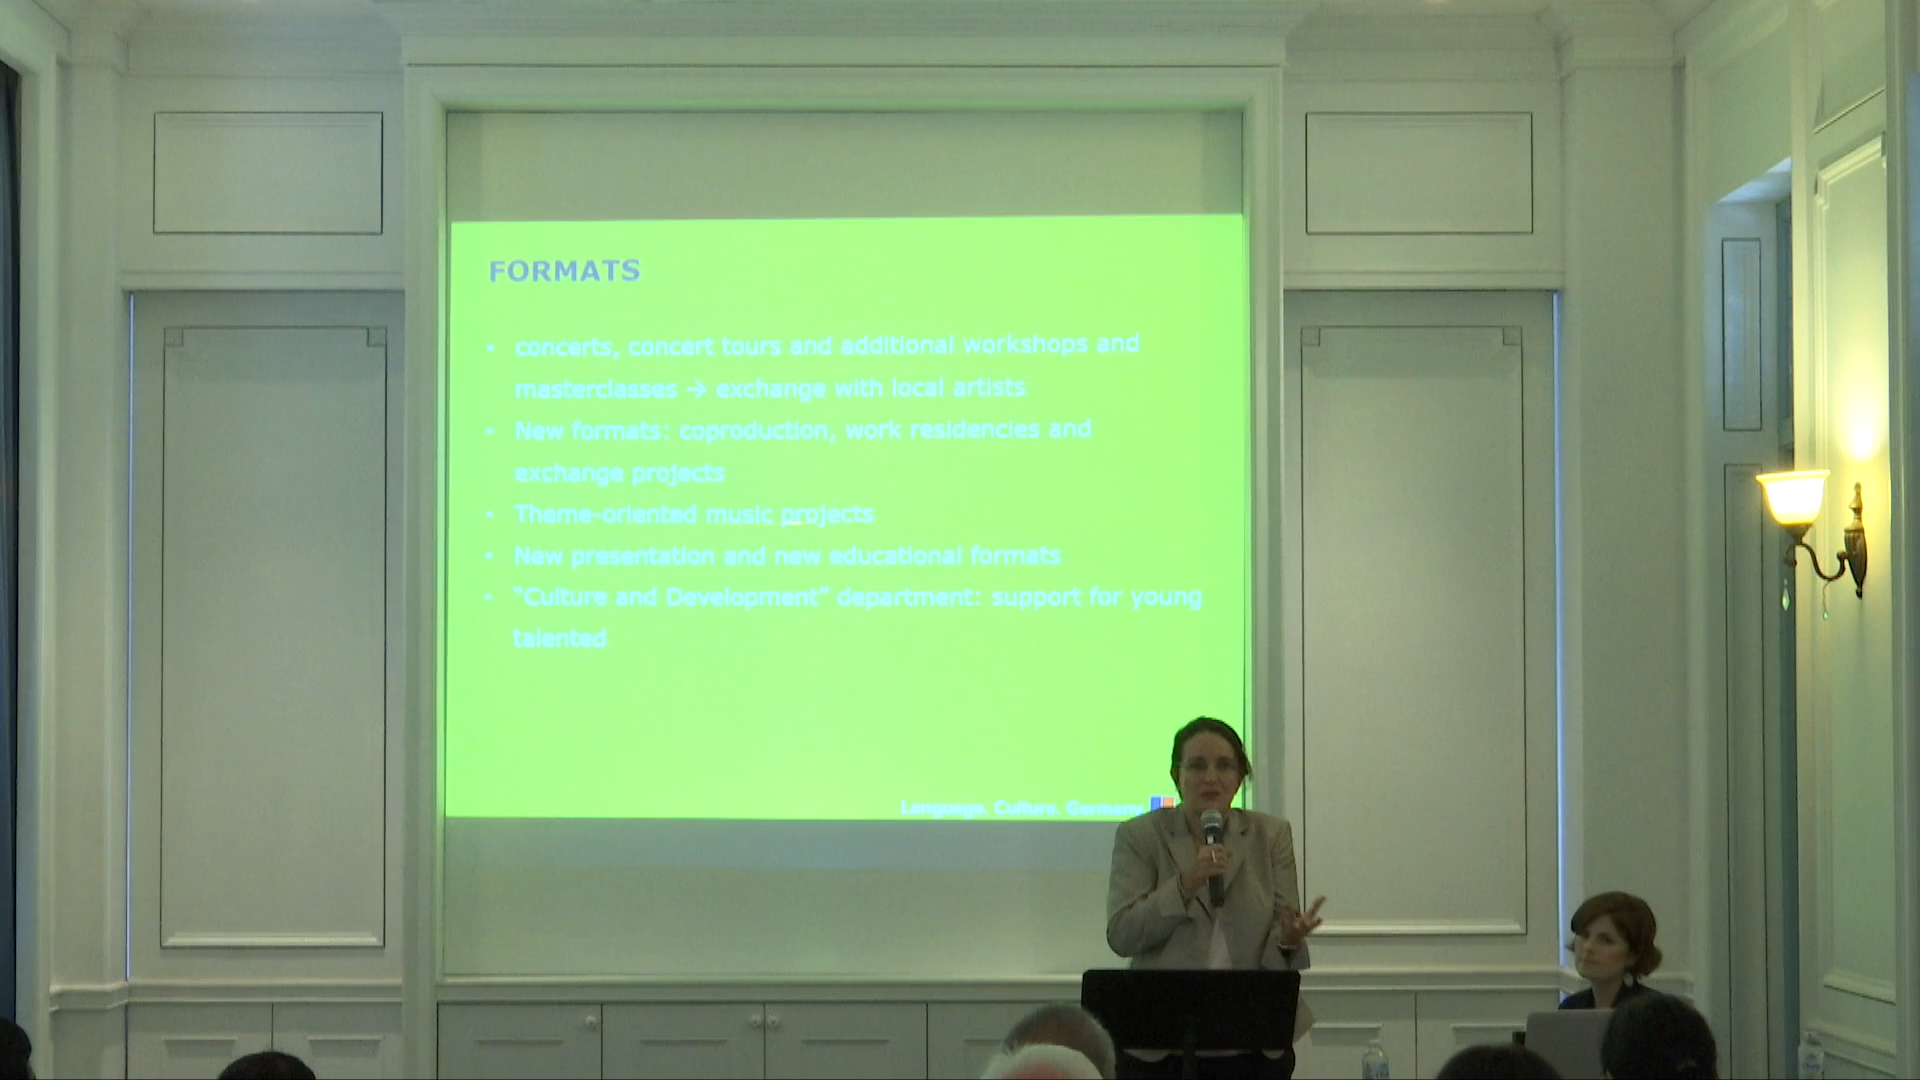 FORMATS
• concerts, concert tours and additional workshops and
masterclasses → exchange with local artists
• New formats: coproduction, work residencies and
exchange projects
• Theme-oriented music projects
• New presentation and new educational formats
• “Culture and Development” department: support for young
talented
Language. Culture. Germany